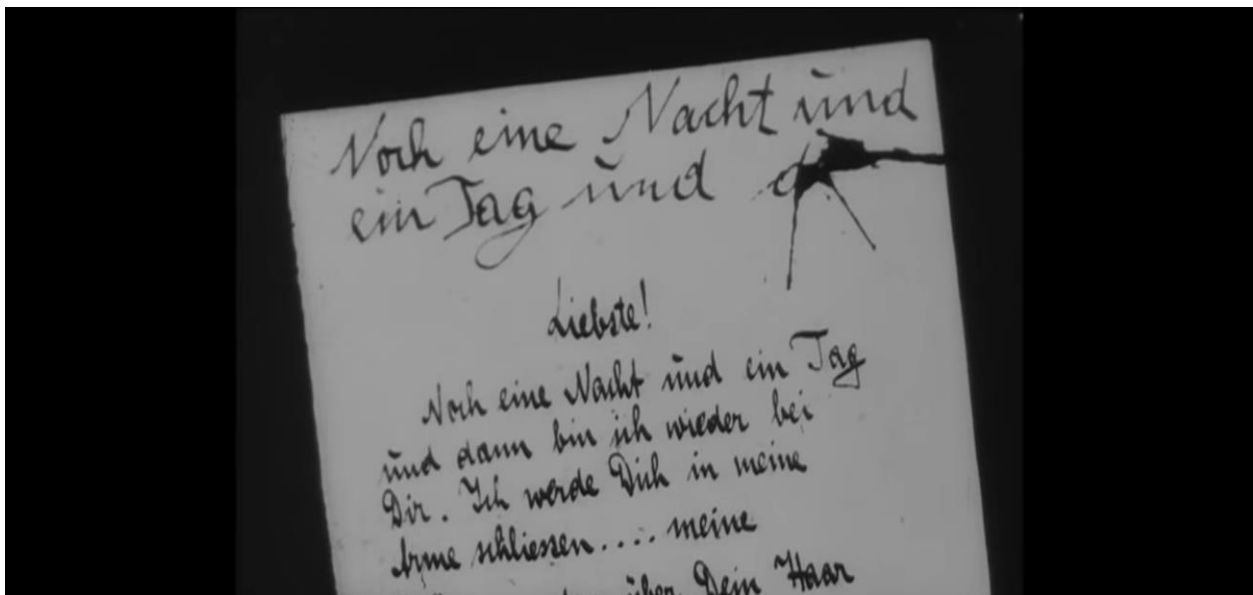 Noch eine Nacht und
ein Tag und d
Liebste!
Noch eine Nacht und ein Tag
und dann bin ich wieder bei
Dir. Ich werde Dich in meine
Arme schliessen.... meine
über Dein Haar